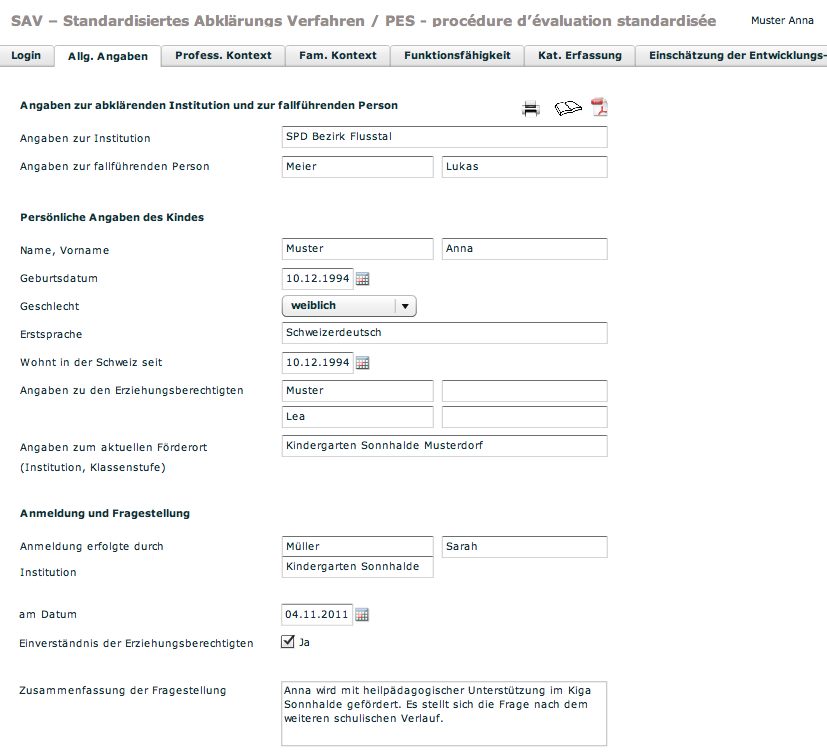 SAV – Standardisiertes Abklärungs Verfahren / PES - procédure d'évaluation standardisée Muster Anna
Login Allg. Angaben Profess. Kontext Fam. Kontext Funktionsfähigkeit Kat. Erfassung Einschätzung der Entwicklungs-
Angaben zur abklärenden Institution und zur fallführenden Person
Angaben zur Institution SPD Bezirk Flusstal
Angaben zur fallführenden Person Meier Lukas
Persönliche Angaben des Kindes
Name, Vorname Muster Anna
Geburtsdatum 10.12.1994
Geschlecht weiblich
Erstsprache Schweizerdeutsch
Wohnt in der Schweiz seit 10.12.1994
Angaben zu den Erziehungsberechtigten Muster
Lea
Angaben zum aktuellen Förderort Kindergarten Sonnhalde Musterdorf
(Institution, Klassenstufe)
Anmeldung und Fragestellung
Anmeldung erfolgte durch Müller Sarah
Institution Kindergarten Sonnhalde
am Datum 04.11.2011
Einverständnis der Erziehungsberechtigten Ja
Zusammenfassung der Fragestellung Anna wird mit heilpädagogischer Unterstützung im Kiga
Sonnhalde gefördert. Es stellt sich die Frage nach dem
weiteren schulischen Verlauf.